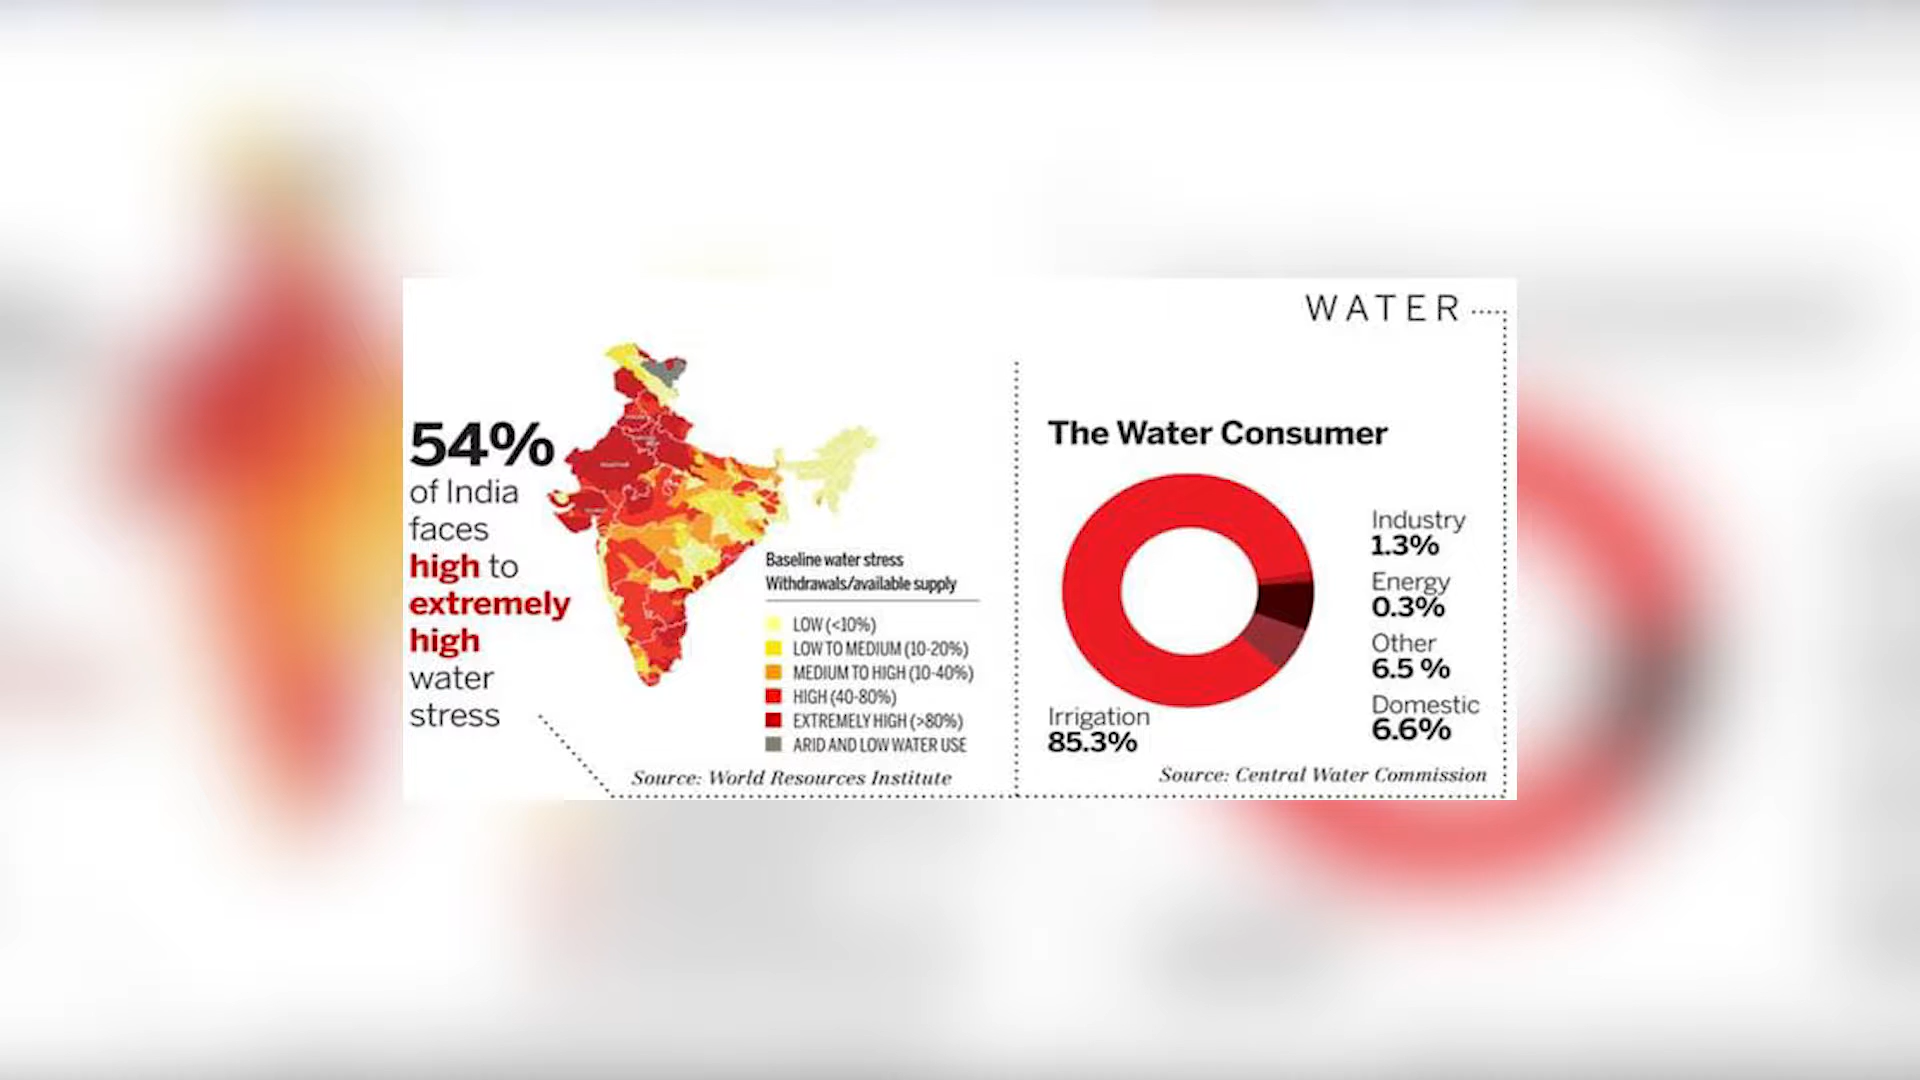 WATER
54%
of India
faces
high to
extremely
high
water
stress
Baseline water stress
Withdrawals/available supply
LOW (<10%)
LOW TO MEDIUM (10-20%)
MEDIUM TO HIGH (10-40%)
HIGH (40-80%)
EXTREMELY HIGH (>80%)
ARID AND LOW WATER USE
Source: World Resources Institute
The Water Consumer
Industry
1.3%
Energy
0.3%
Other
6.5 %
Domestic
6.6%
Irrigation
85.3%
Source: Central Water Commission